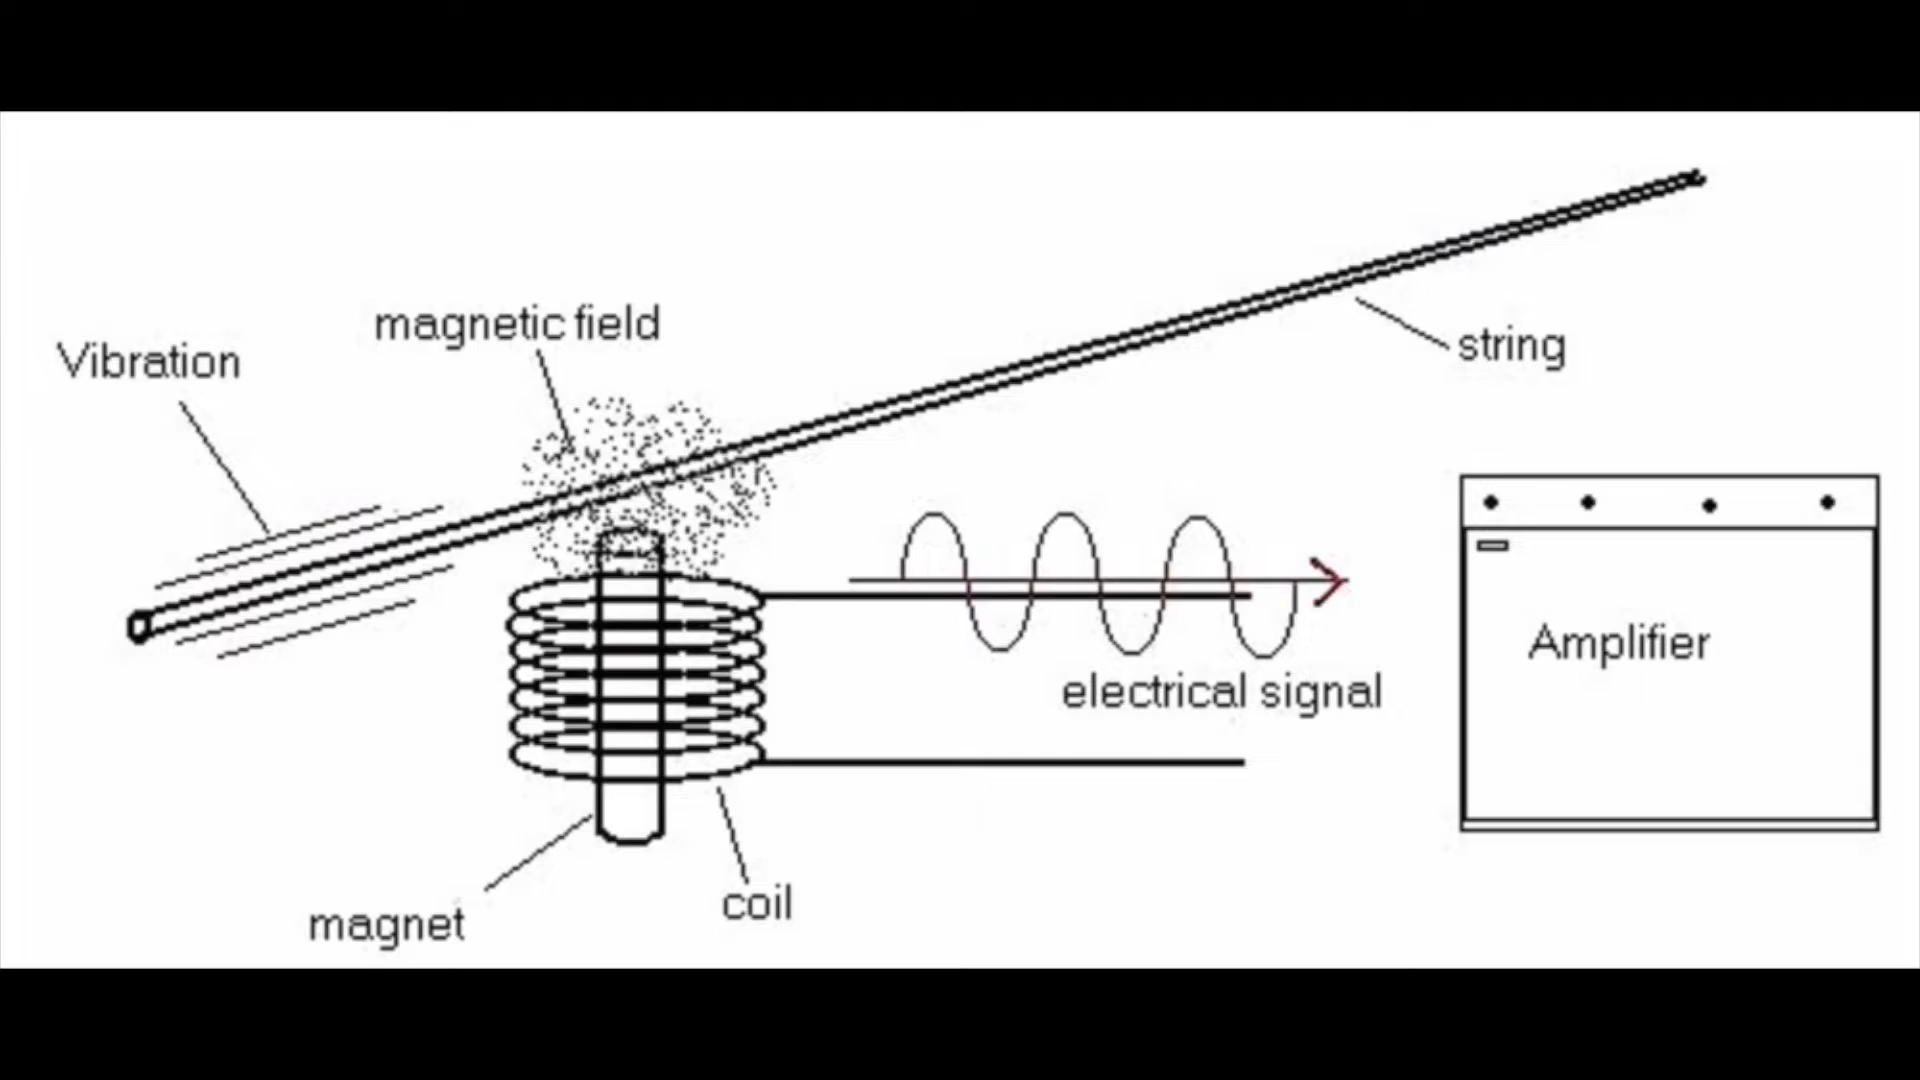 magnetic field
Vibration
string
Amplifier
electrical signal
coil
magnet